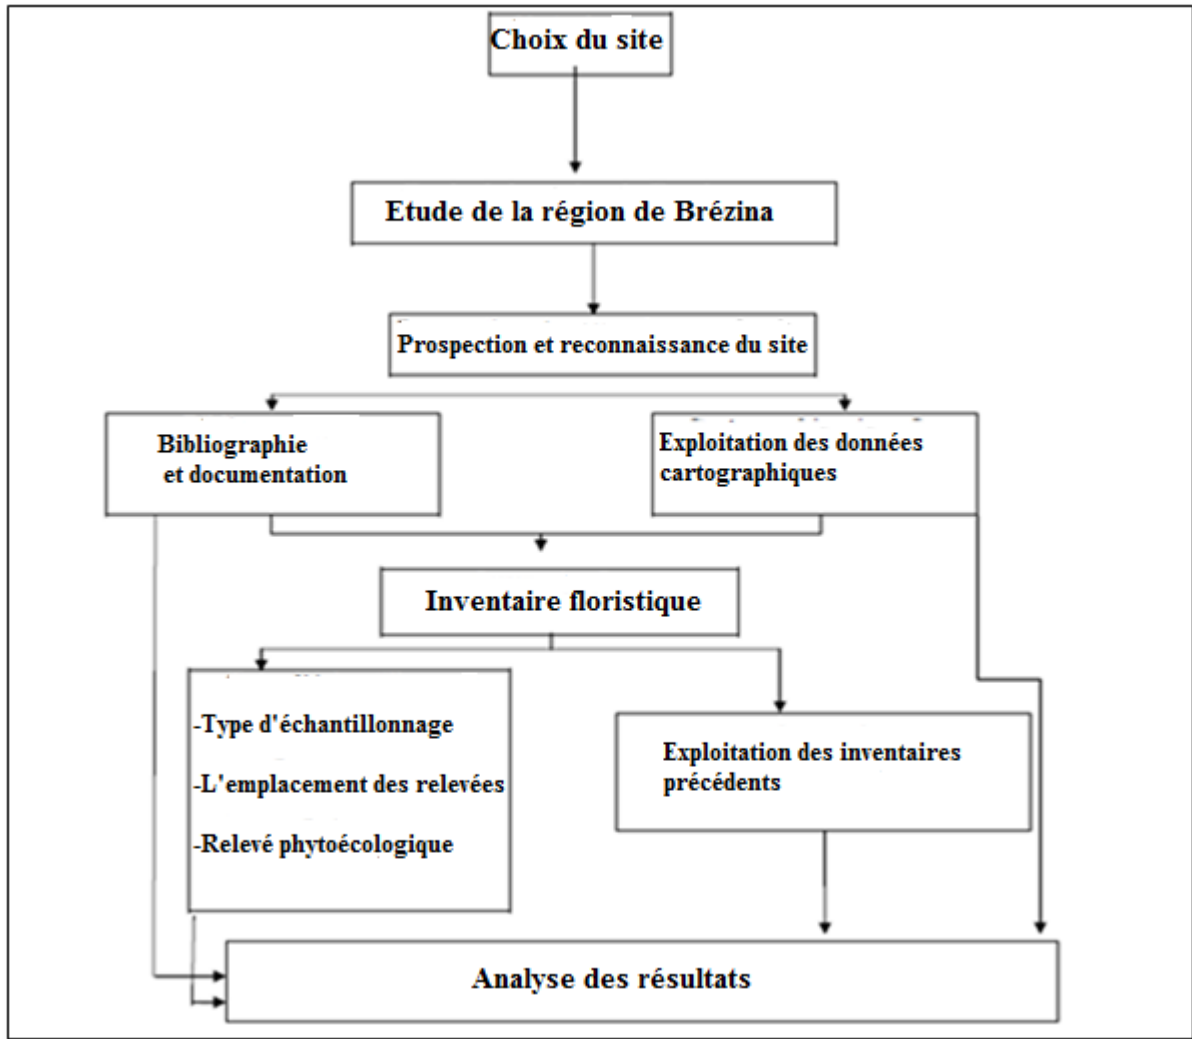 Choix du site
Etude de la région de Brézina
Prospection et reconnaissance du site
Bibliographie
et documentation
Exploitation des données
cartographiques
Inventaire floristique
-Type d'échantillonnage
-L'emplacement des relevées
-Relevé phytoécologique
Exploitation des inventaires
précédents
Analyse des résultats